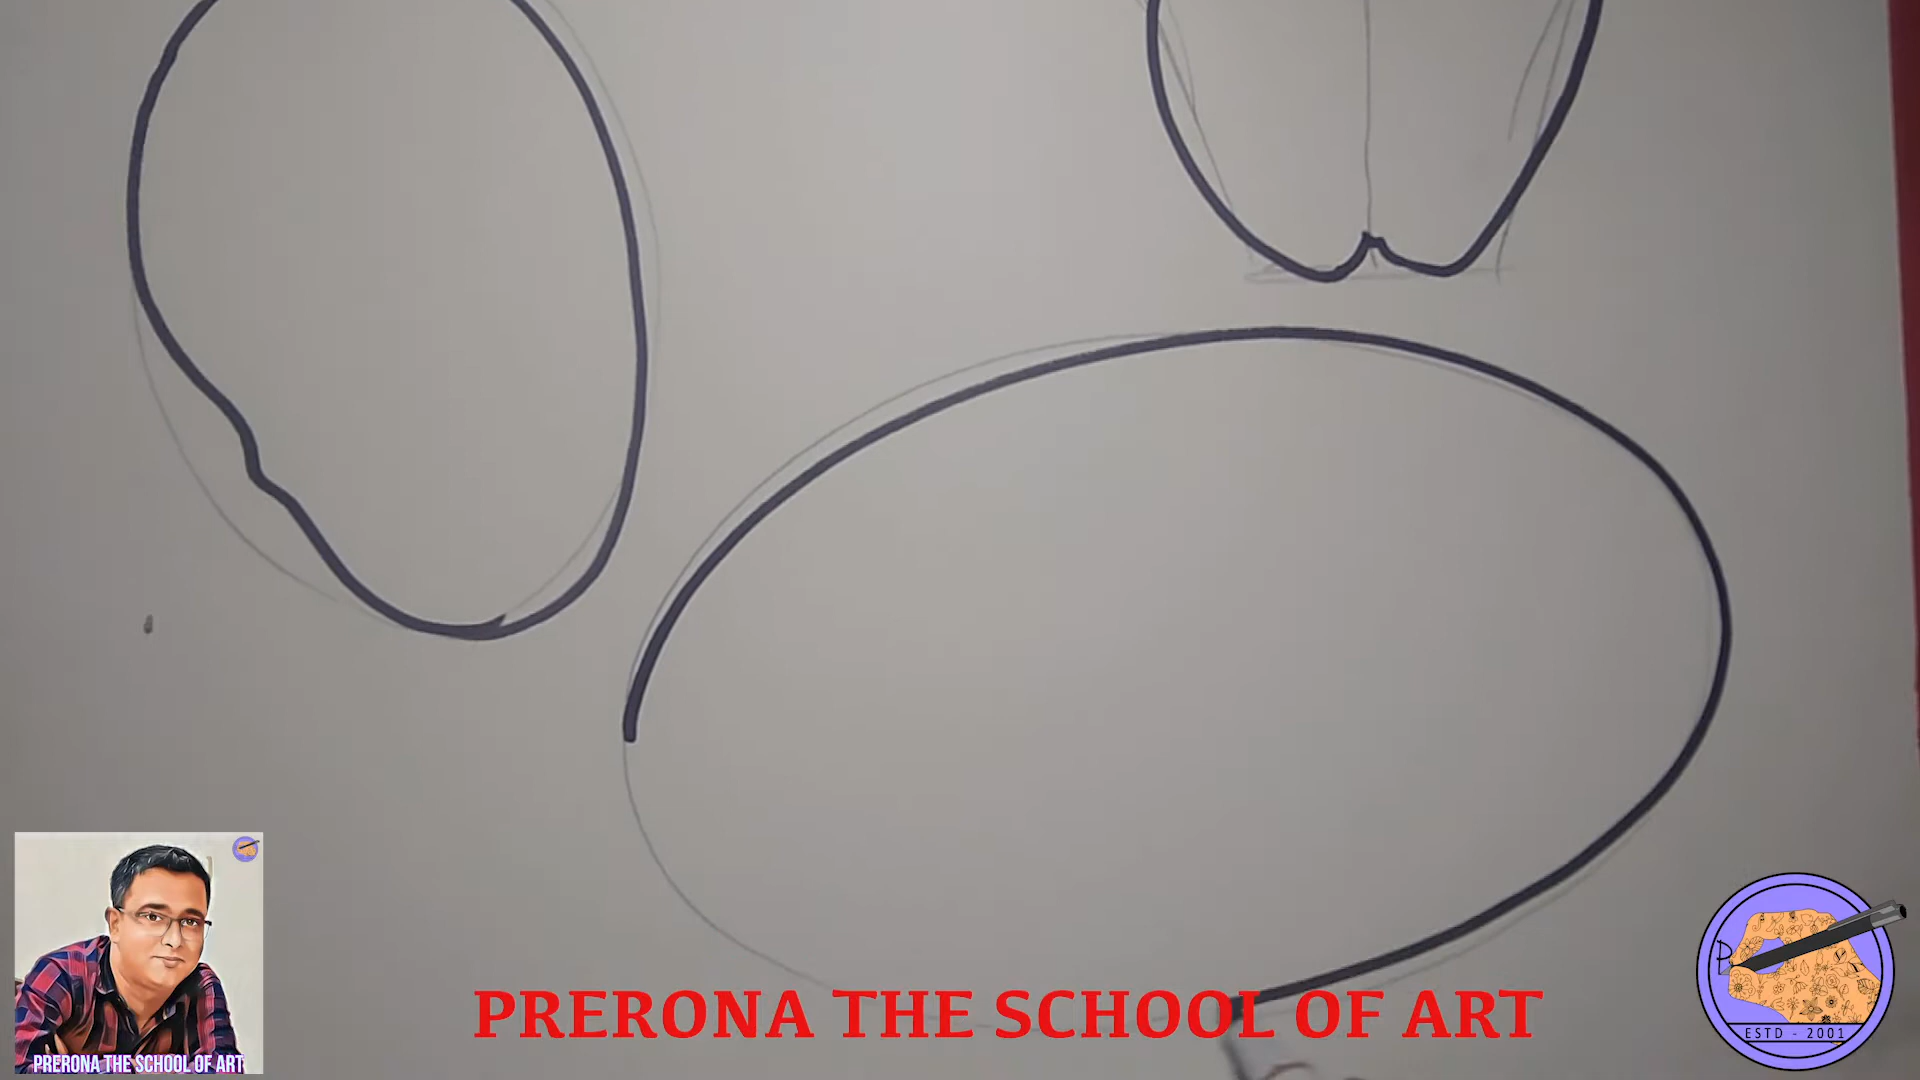 PRERONA THE SCHOOL OF ART
PRERONA THE SCHOOL OF ART
ESTD - 2001